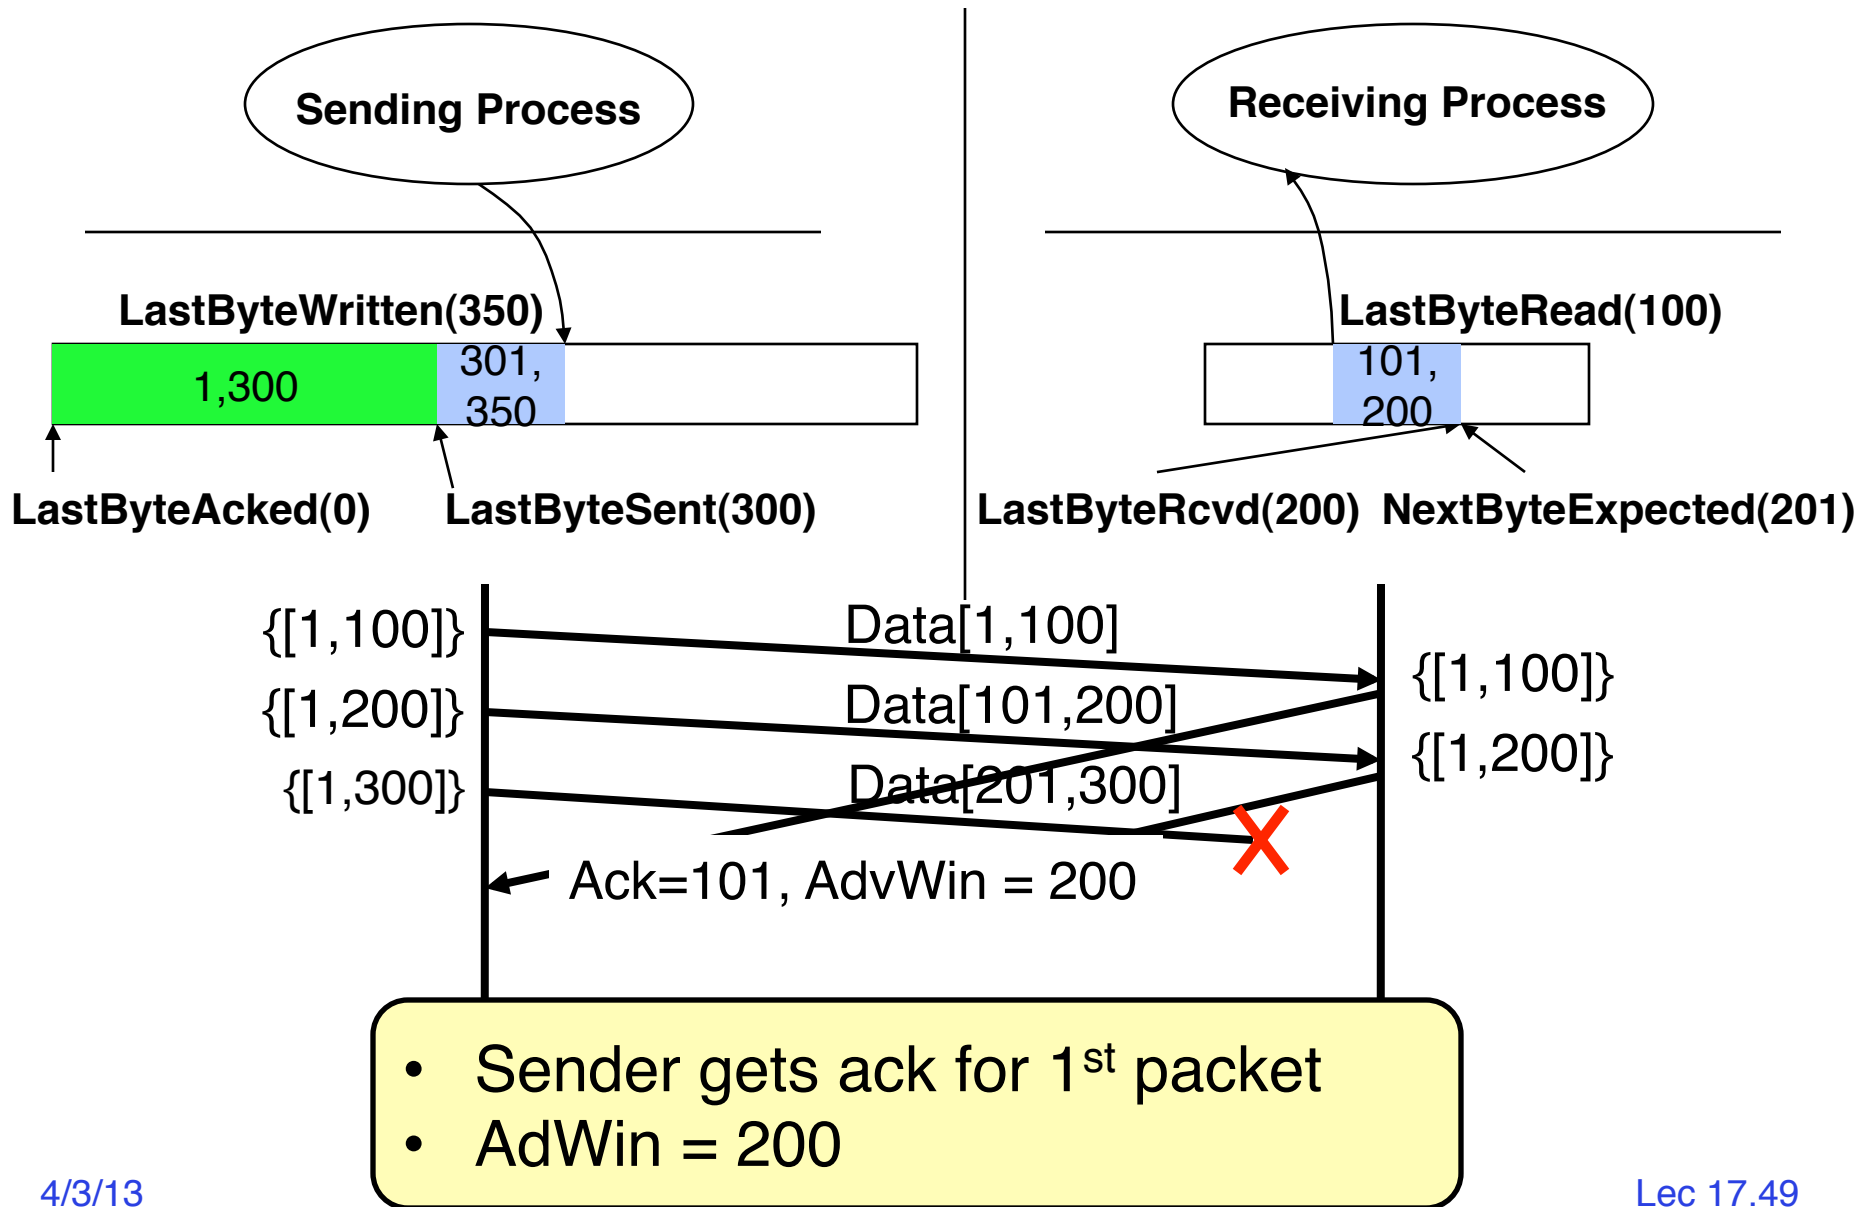 Sending Process
Receiving Process
LastByteWritten(350)
LastByteRead(100)
1,300
301,
350
101,
200
LastByteAcked(0)
LastByteSent(300)
LastByteRcvd(200)
NextByteExpected(201)
{[1,100]}
Data[1,100]
{[1,100]}
{[1,200]}
Data[101,200]
{[1,200]}
{[1,300]}
Data[201,300]
Ack=101, AdvWin = 200
• Sender gets ack for 1st packet
• AdWin = 200
4/3/13
Lec 17.49